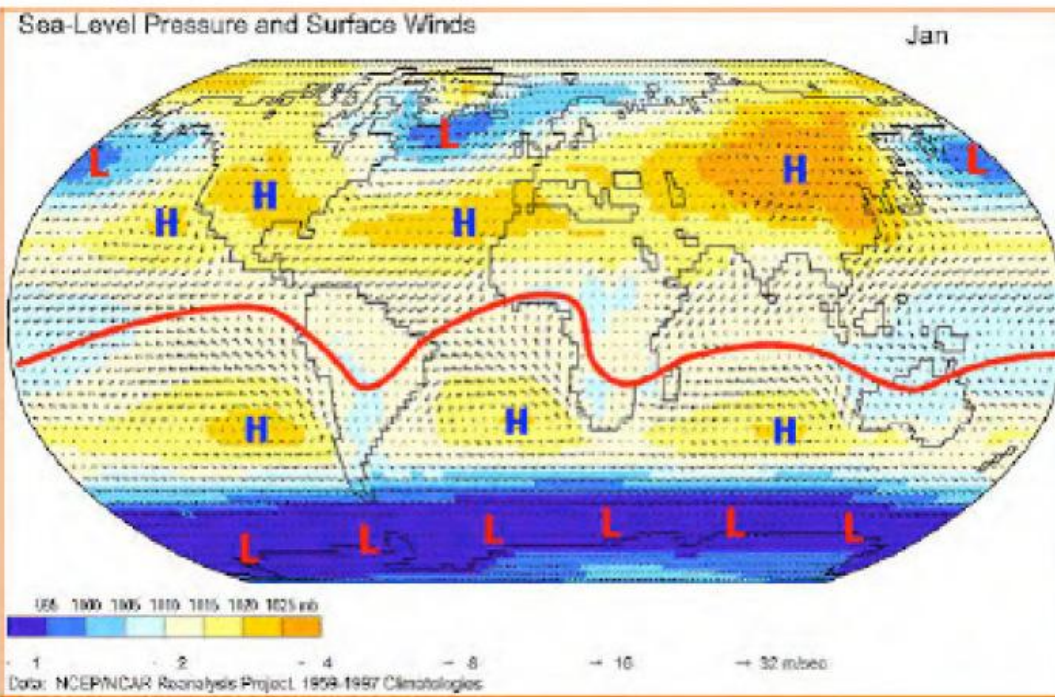 Sea-Level Pressure and Surface Winds
Jan
L
L
L
H
H
H
H
H
H
H
L
L
L
L
L
L
1000 1005 1010 1015 1020 1025 mb
1 2 4 8 16 32 m/sec
Data: NCEP/NCAR Reanalysis Project, 1959-1997 Climatologies